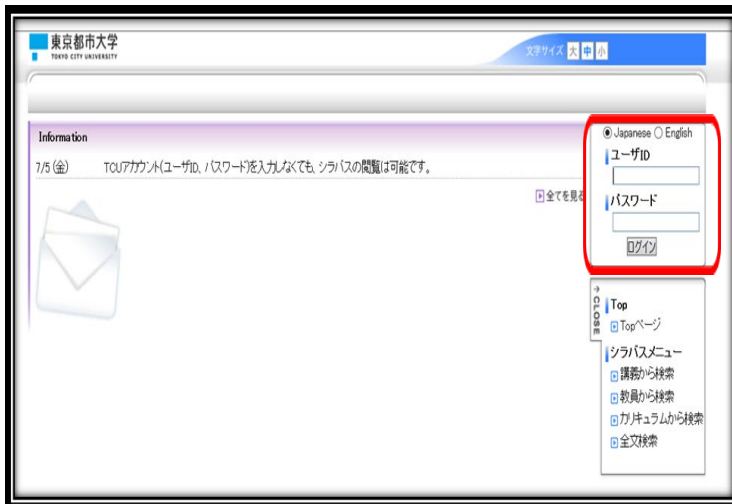 東京都市大学
TOKYO CITY UNIVERSITY
文字サイズ 大 中 小
Information
7/5 (金) TCUアカウント(ユーザID、パスワード)を入力しなくても、シラバスの閲覧は可能です。
全てを見る
Japanese English
ユーザID
パスワード
ログイン
↑CLOSE
Top
Topページ
シラバスメニュー
講義から検索
教員から検索
カリキュラムから検索
全文検索